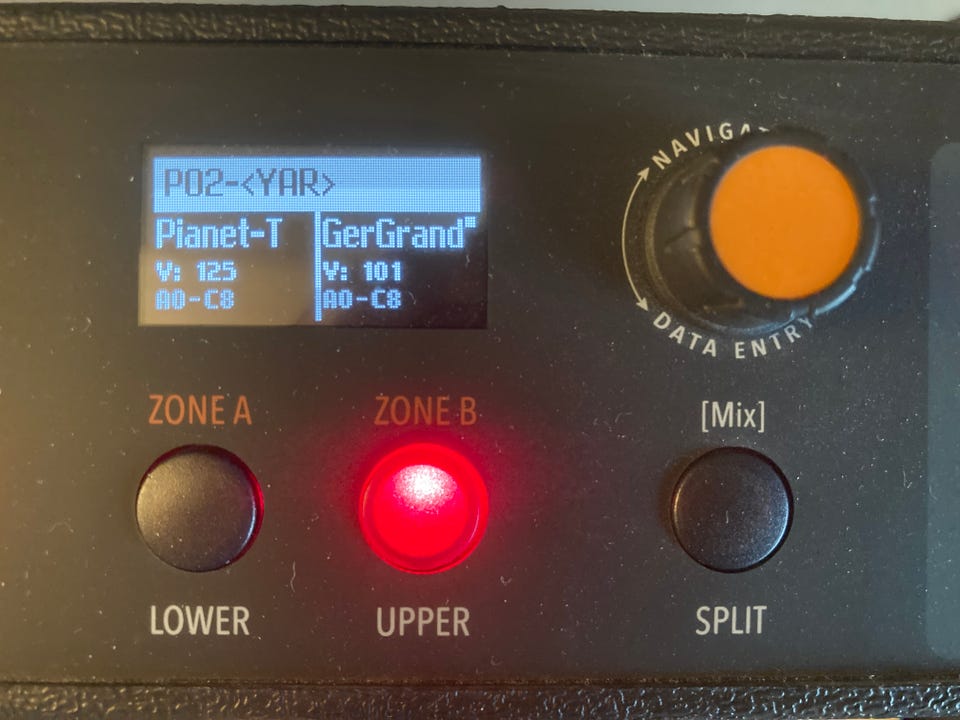 P02-<YAR>
Pianet-T GerGrand
V: 125 V: 101
A0-C8 A0-C8
DATA ENTRY
ZONE A ZONE B [Mix]
LOWER UPPER SPLIT